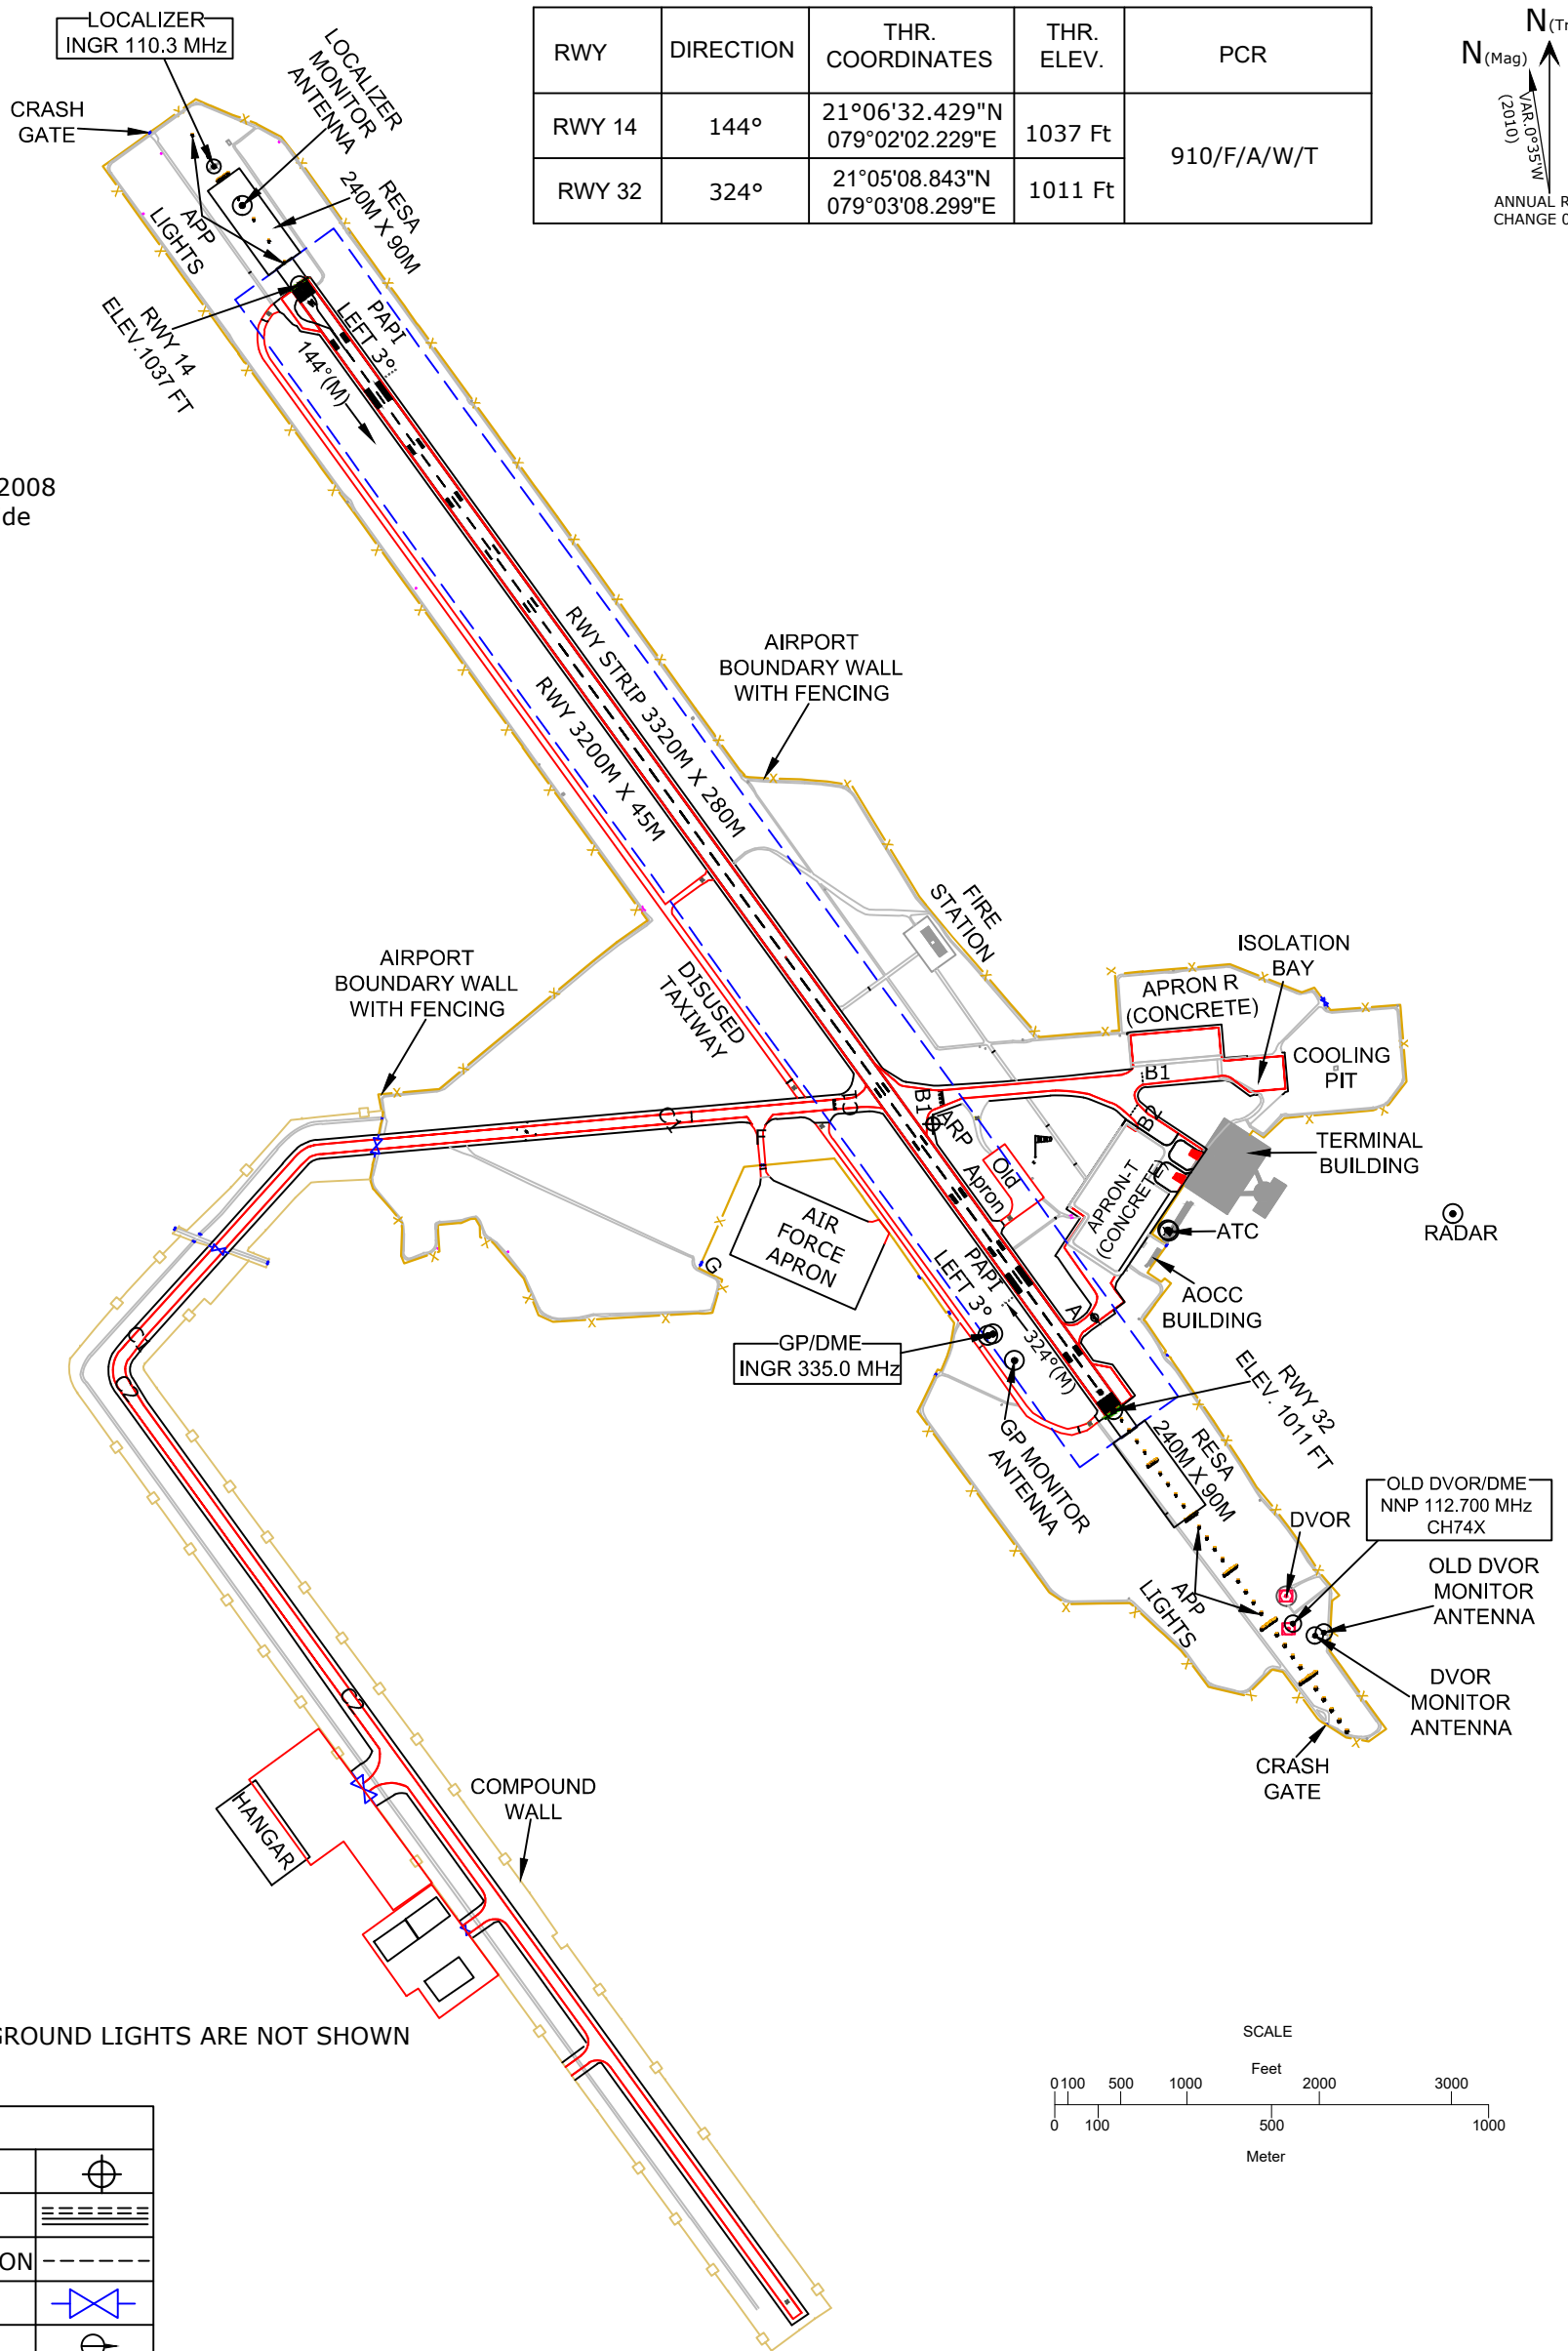 LOCALIZER
INGR 110.3 MHz
LOCALIZER
MONITOR
ANTENNA
CRASH
GATE
RWY
DIRECTION
THR.
COORDINATES
THR.
ELEV.
PCR
RWY 14
144°
21°06'32.429"N
079°02'02.229"E
1037 Ft
910/F/A/W/T
RWY 32
324°
21°05'08.843"N
079°03'08.299"E
1011 Ft
N(Tr
N(Mag)
VAR.0°35'W
(2010)
ANNUAL R
CHANGE 0
APP
LIGHTS
RESA
240M X 90M
RWY 14
ELEV.1037 FT
PAPI
LEFT 3°
144°(M)
2008
de
RWY STRIP 3320M X 280M
RWY 3200M X 45M
AIRPORT
BOUNDARY WALL
WITH FENCING
FIRE
STATION
AIRPORT
BOUNDARY WALL
WITH FENCING
DISUSED
TAXIWAY
ISOLATION
BAY
APRON R
(CONCRETE)
COOLING
PIT
B1
B1
B2
C1
C1
F
ARP
Old
Apron
APRON-T
(CONCRETE)
TERMINAL
BUILDING
ATC
RADAR
AOCC
BUILDING
AIR
FORCE
APRON
G
PAPI
LEFT 3°
A
324°(M)
GP/DME
INGR 335.0 MHz
GP MONITOR
ANTENNA
RWY 32
ELEV. 1011 FT
RESA
240M X 90M
C1
C2
OLD DVOR/DME
NNP 112.700 MHz
CH74X
DVOR
OLD DVOR
MONITOR
ANTENNA
APP
LIGHTS
DVOR
MONITOR
ANTENNA
CRASH
GATE
C2
COMPOUND
WALL
HANGAR
GROUND LIGHTS ARE NOT SHOWN
SCALE
Feet
0 100 500 1000 2000 3000
0 100 500 1000
Meter
ON